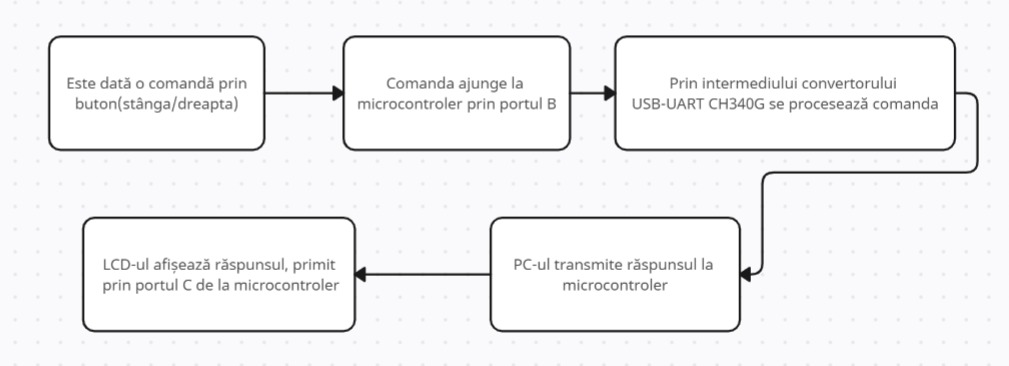 Este dată o comandă prin
buton(stânga/dreapta)
Comanda ajunge la
microcontroler prin portul B
Prin intermediului convertorului
USB-UART CH340G se procesează comanda
PC-ul transmite răspunsul la
microcontroler
LCD-ul afișează răspunsul, primit
prin portul C de la microcontroler